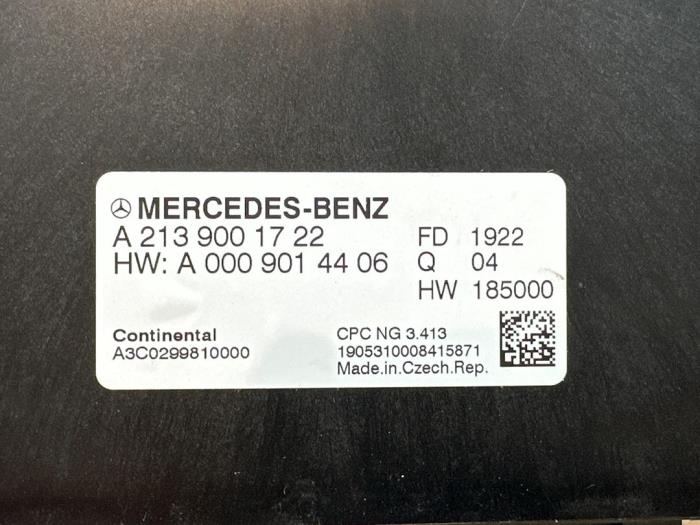 MERCEDES-BENZ
A 213 900 17 22 FD 1922
HW: A 000 901 44 06 Q 04
HW 185000
Continental CPC NG 3.413
A3C0299810000 1905310008415871
Made.in.Czech.Rep.